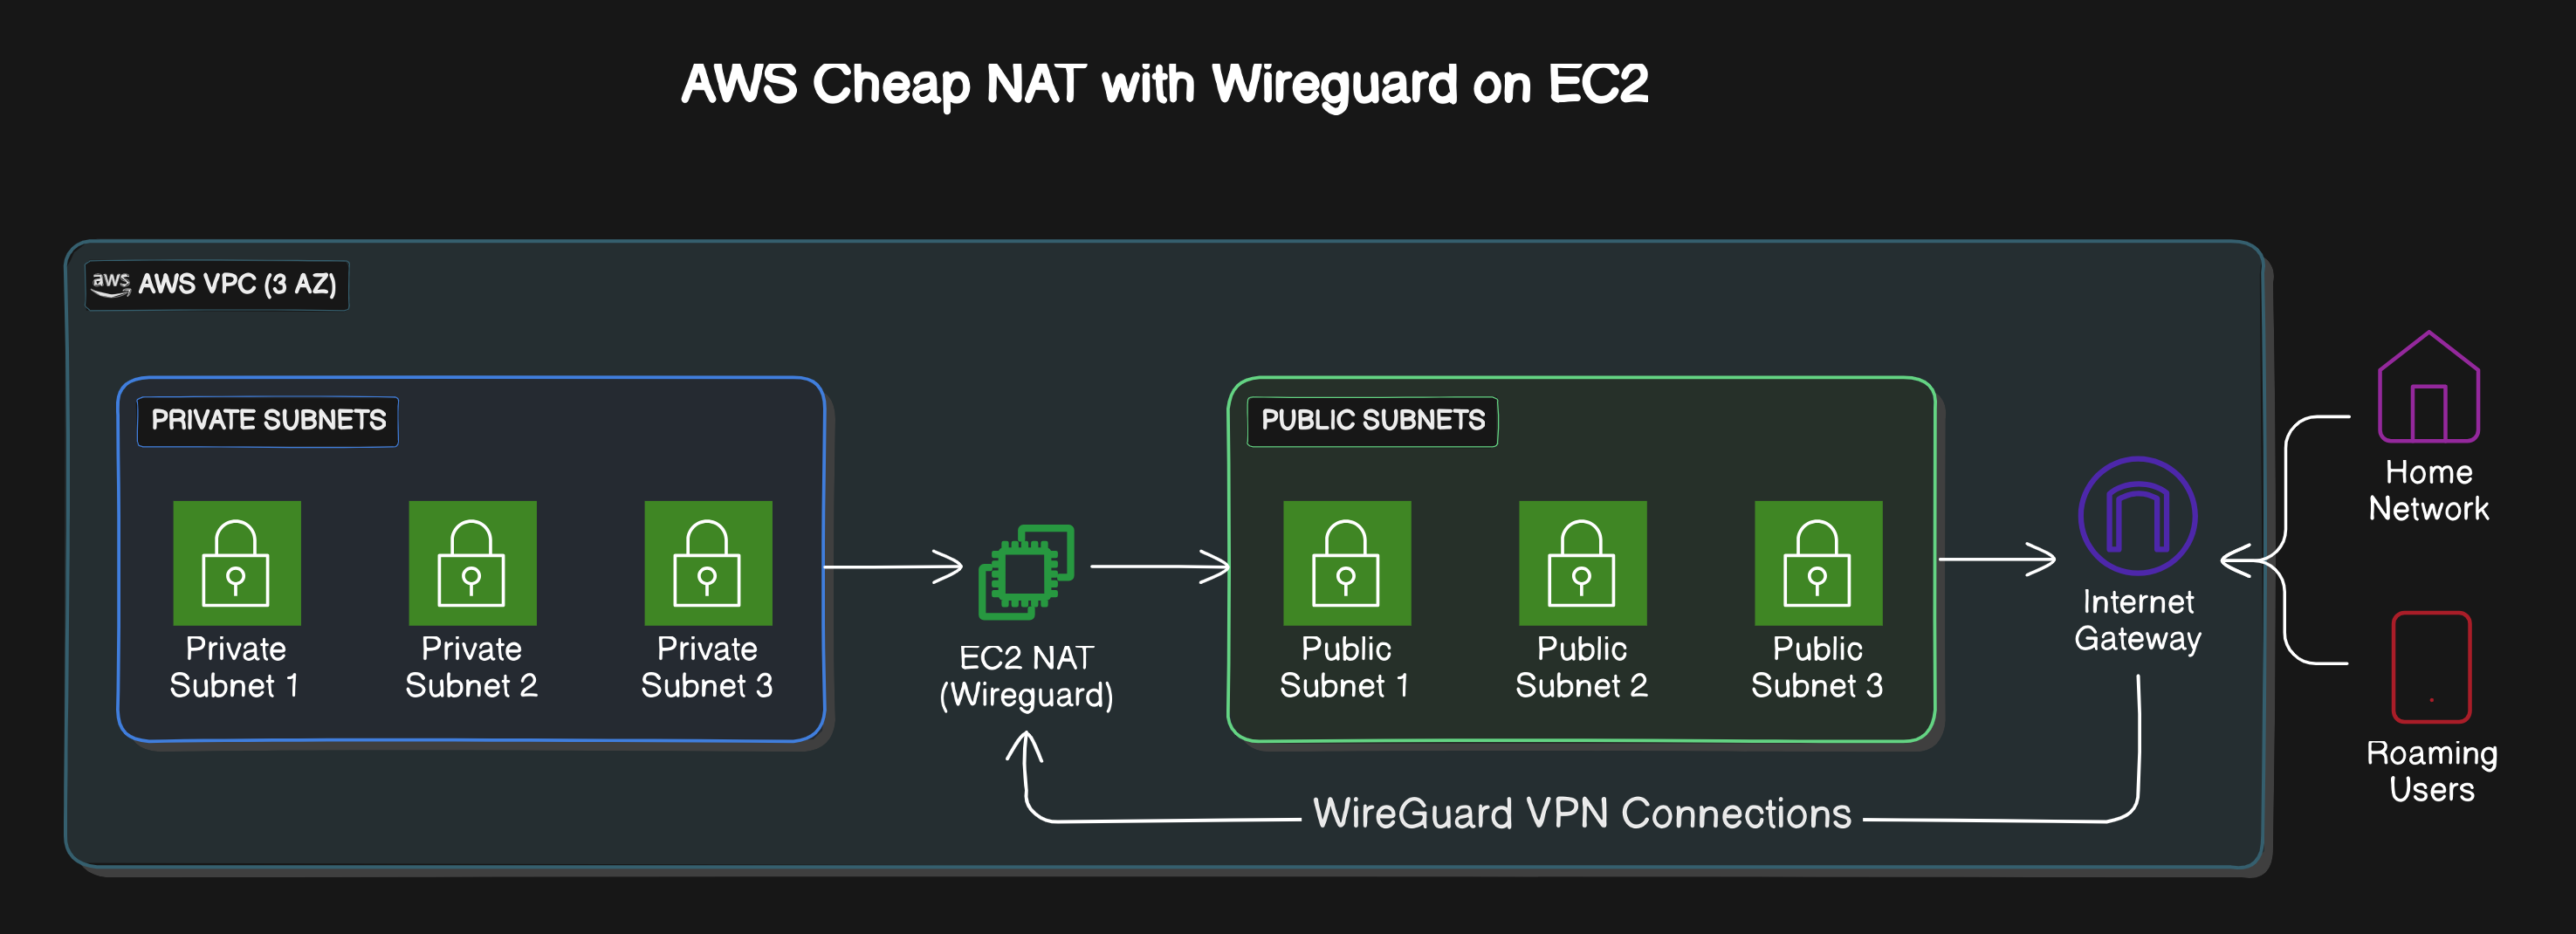 AWS Cheap NAT with Wireguard on EC2
aws AWS VPC (3 AZ)
PRIVATE SUBNETS
Private
Subnet 1
Private
Subnet 2
Private
Subnet 3
EC2 NAT
(Wireguard)
PUBLIC SUBNETS
Public
Subnet 1
Public
Subnet 2
Public
Subnet 3
Internet
Gateway
Home
Network
Roaming
Users
WireGuard VPN Connections